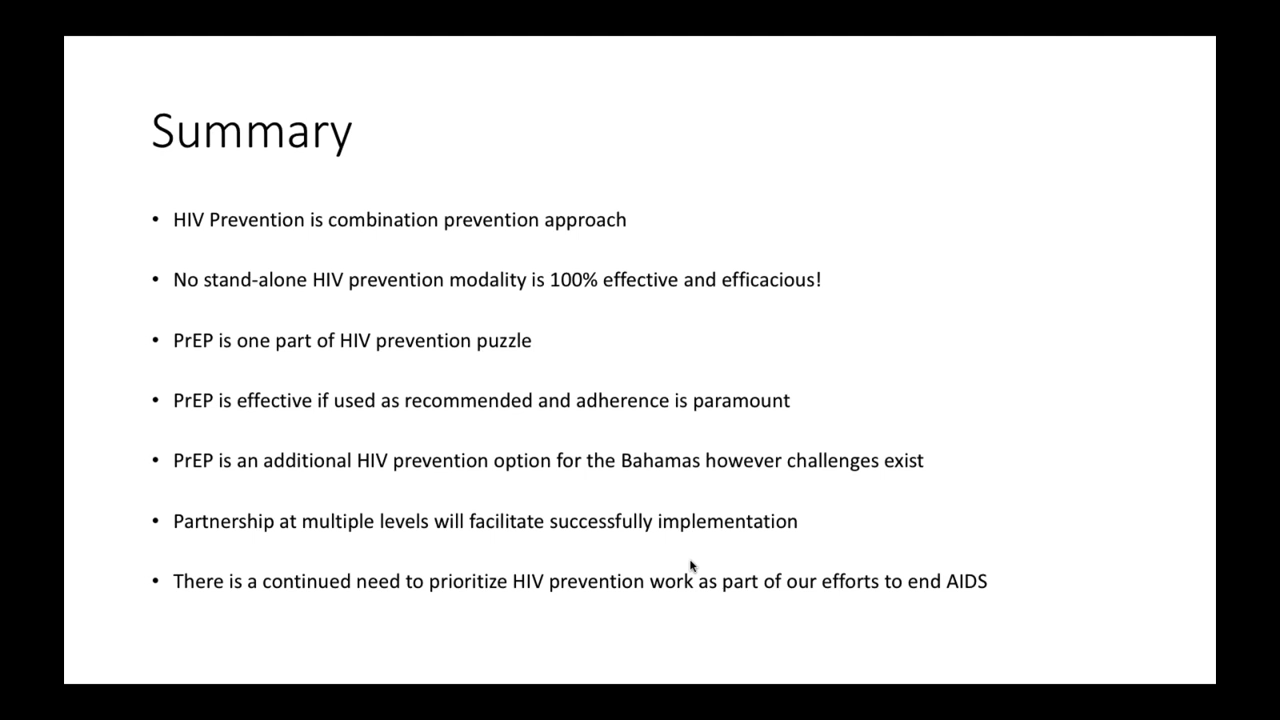 Summary
• HIV Prevention is combination prevention approach
• No stand-alone HIV prevention modality is 100% effective and efficacious!
• PrEP is one part of HIV prevention puzzle
• PrEP is effective if used as recommended and adherence is paramount
• PrEP is an additional HIV prevention option for the Bahamas however challenges exist
• Partnership at multiple levels will facilitate successfully implementation
• There is a continued need to prioritize HIV prevention work as part of our efforts to end AIDS